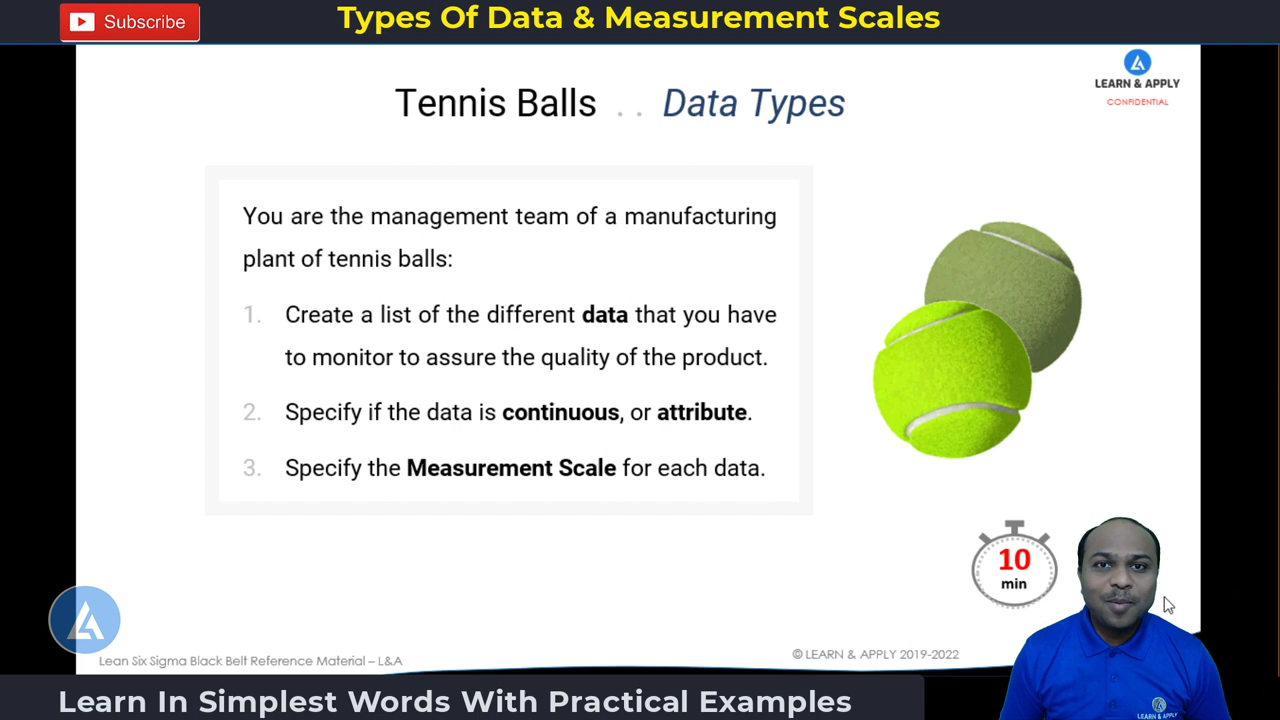 Subscribe
Types Of Data & Measurement Scales
LEARN & APPLY
CONFIDENTIAL
Tennis Balls . . Data Types
You are the management team of a manufacturing
plant of tennis balls:
1. Create a list of the different data that you have
to monitor to assure the quality of the product.
2. Specify if the data is continuous, or attribute.
3. Specify the Measurement Scale for each data.
10
min
Lean Six Sigma Black Belt Reference Material – L&A
© LEARN & APPLY 2019-2022
LEARN & APPLY
Learn In Simplest Words With Practical Examples